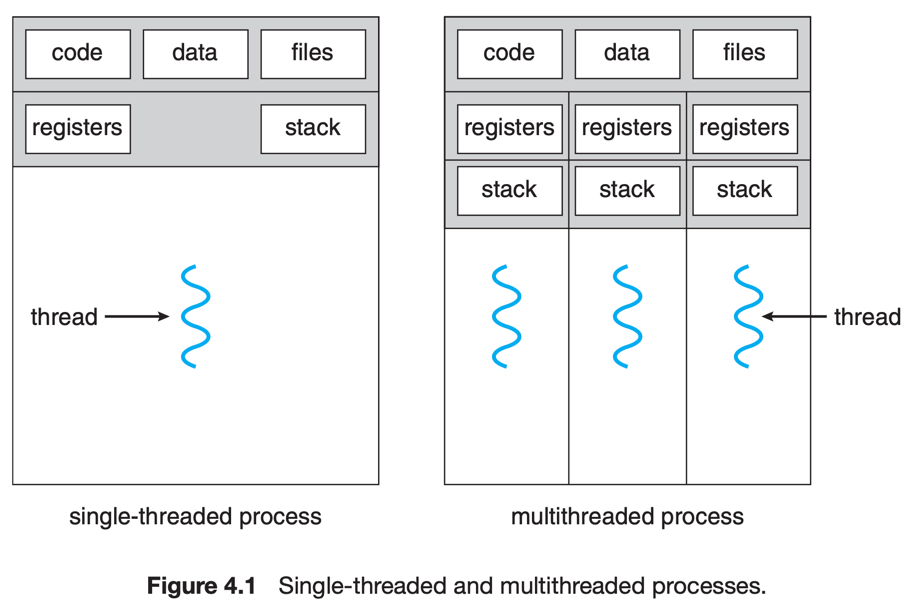 code data files code data files
registers stack registers registers registers
stack stack stack
thread thread
single-threaded process multithreaded process
Figure 4.1 Single-threaded and multithreaded processes.